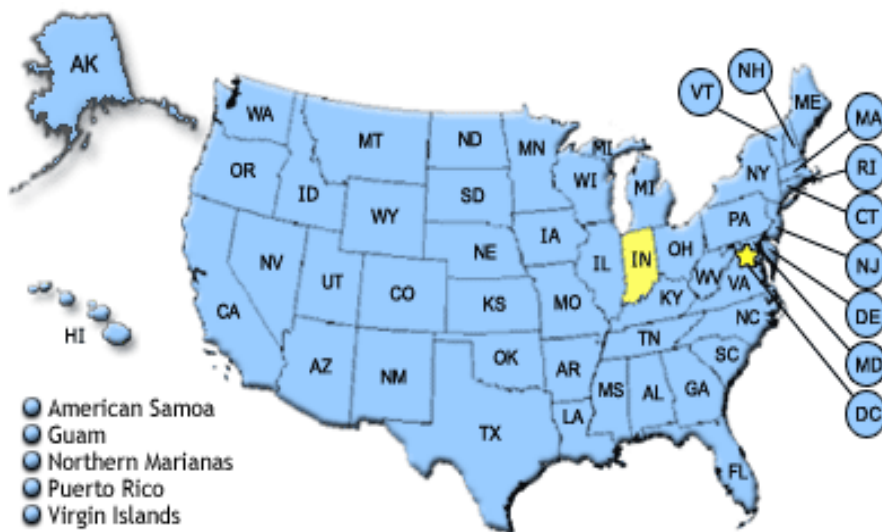 AK
WA
MT
ND
MN
MI
ME
VT
NH
MA
RI
CT
NJ
DE
MD
DC
OR
ID
WY
SD
WI
MI
NY
PA
NV
UT
CO
NE
IA
IL
IN
OH
WV
VA
CA
KS
MO
KY
NC
HI
AZ
NM
OK
AR
TN
SC
MS
AL
GA
TX
LA
FL
American Samoa
Guam
Northern Marianas
Puerto Rico
Virgin Islands